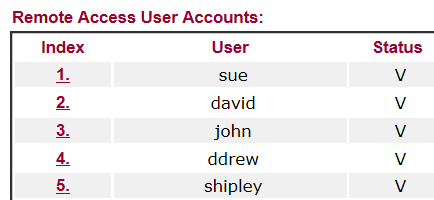 Remote Access User Accounts:
Index User Status
1. sue V
2. david V
3. john V
4. ddrew V
5. shipley V